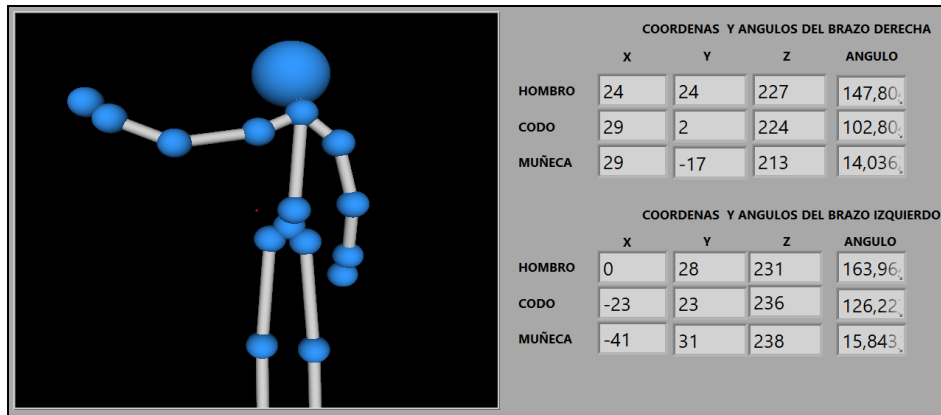 COORDENAS Y ANGULOS DEL BRAZO DERECHA
X Y Z ANGULO
HOMBRO 24 24 227 147,80
CODO 29 2 224 102,80
MUÑECA 29 -17 213 14,036
COORDENAS Y ANGULOS DEL BRAZO IZQUIERDO
X Y Z ANGULO
HOMBRO 0 28 231 163,96
CODO -23 23 236 126,22
MUÑECA -41 31 238 15,843